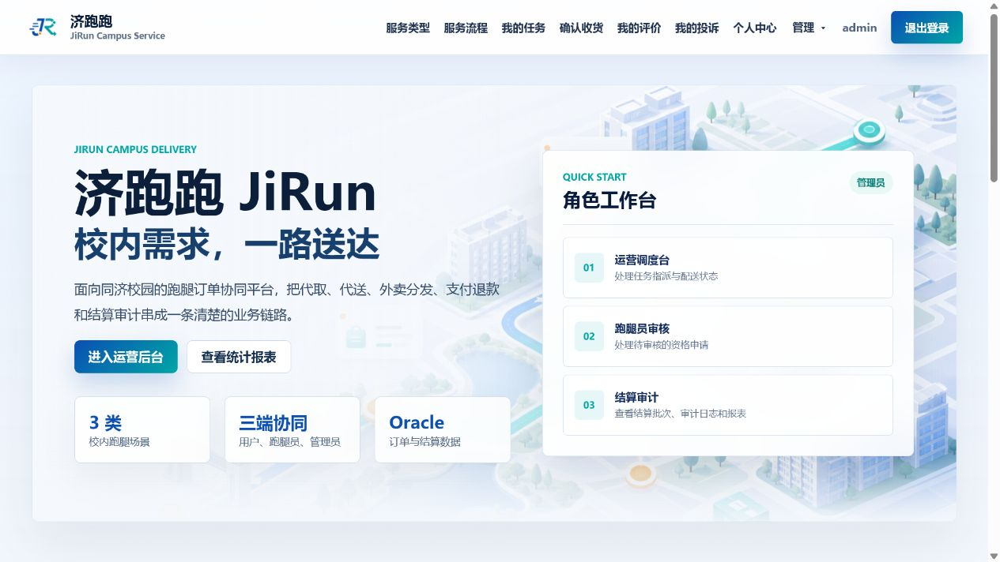 济跑跑
JiRun Campus Service
服务类型 服务流程 我的任务 确认收货 我的评价 我的投诉 个人中心 管理 admin 退出登录
JIRUN CAMPUS DELIVERY
济跑跑 JiRun
校内需求，一路送达
面向同济校园的跑腿订单协同平台，把代取、代送、外卖分发、支付退款
和结算审计串成一条清楚的业务链路。
进入运营后台 查看统计报表
3 类
校内跑腿场景
三端协同
用户、跑腿员、管理员
Oracle
订单与结算数据
QUICK START
角色工作台
管理员
01
运营调度台
处理任务指派与配送状态
02
跑腿员审核
处理待审核的资格申请
03
结算审计
查看结算批次、审计日志和报表